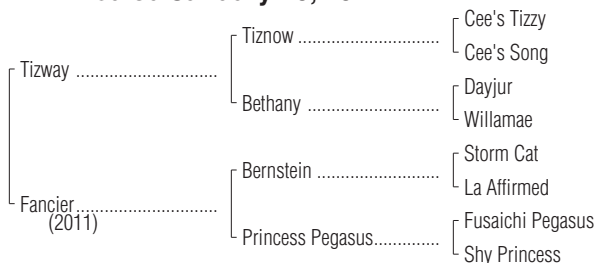 Cee's Tizzy
Tiznow ..................................
Cee's Song
Tizway ..................................
Dayjur
Bethany ...............................
Willamae
Storm Cat
Bernstein .............................
La Affirmed
Fancier..................................
(2011)
Fusaichi Pegasus
Princess Pegasus................
Shy Princess